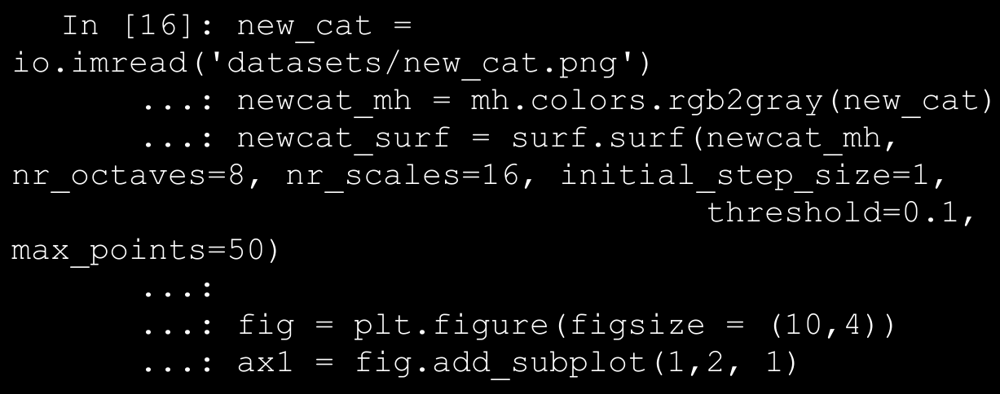 In [16]: new_cat =
io.imread('datasets/new_cat.png')
...: newcat_mh = mh.colors.rgb2gray(new_cat)
...: newcat_surf = surf.surf(newcat_mh,
nr_octaves=8, nr_scales=16, initial_step_size=1,
threshold=0.1,
max_points=50)
...:
...: fig = plt.figure(figsize = (10,4))
...: ax1 = fig.add_subplot(1,2, 1)